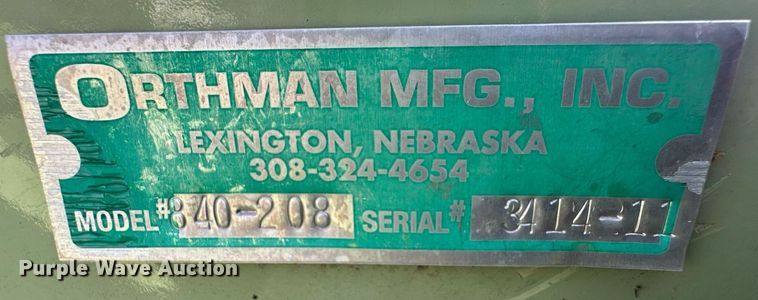 ORTHMAN MFG., INC.
LEXINGTON, NEBRASKA
308-324-4654
MODEL# 840-208 SERIAL# 3414-11
Purple Wave Auction